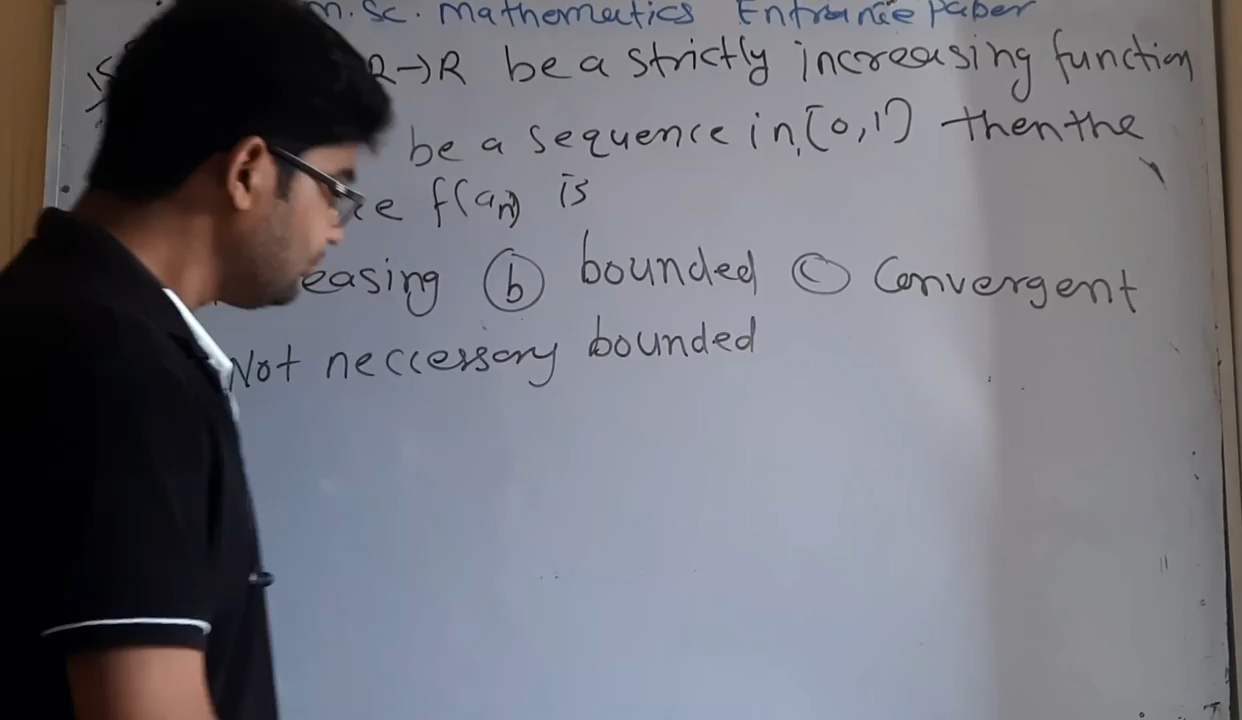 M.Sc. Mathematics Entrance Paper
R→R be a strictly increasing function
be a sequence in [0,1] then the
f(an) is
easing (b) bounded (c) Convergent
Not neccessory bounded